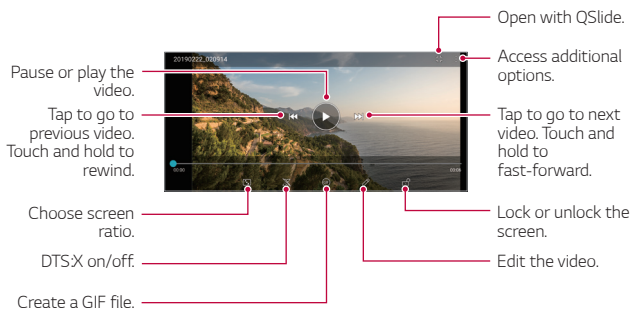 Open with QSlide.
20190222_020914
Access additional
options.
Pause or play the
video.
Tap to go to
previous video.
Touch and hold to
rewind.
Tap to go to next
video. Touch and
hold to
fast-forward.
00:00
00:08
Choose screen
ratio.
Lock or unlock the
screen.
DTS:X on/off.
Edit the video.
Create a GIF file.